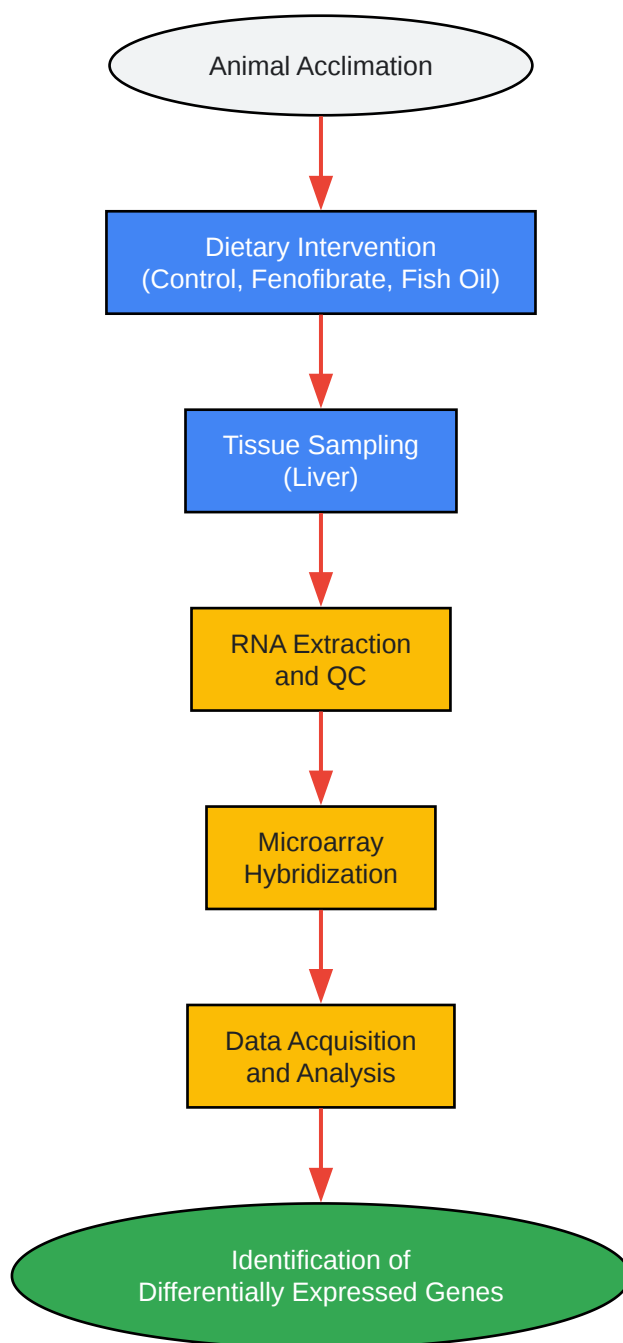 Animal Acclimation
Dietary Intervention
(Control, Fenofibrate, Fish Oil)
Tissue Sampling
(Liver)
RNA Extraction
and QC
Microarray
Hybridization
Data Acquisition
and Analysis
Identification of
Differentially Expressed Genes